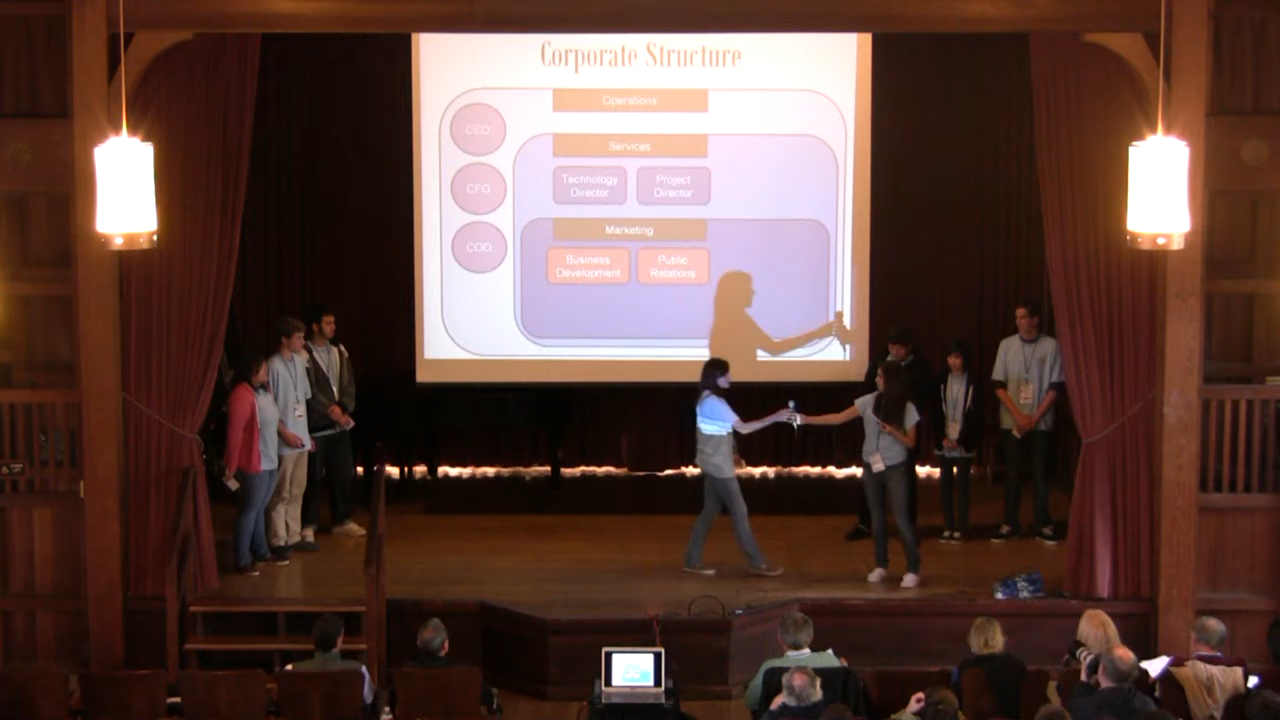 Corporate Structure
Operations
CEO
Services
CFO
Technology Director
Project Director
COO
Marketing
Business Development
Public Relations